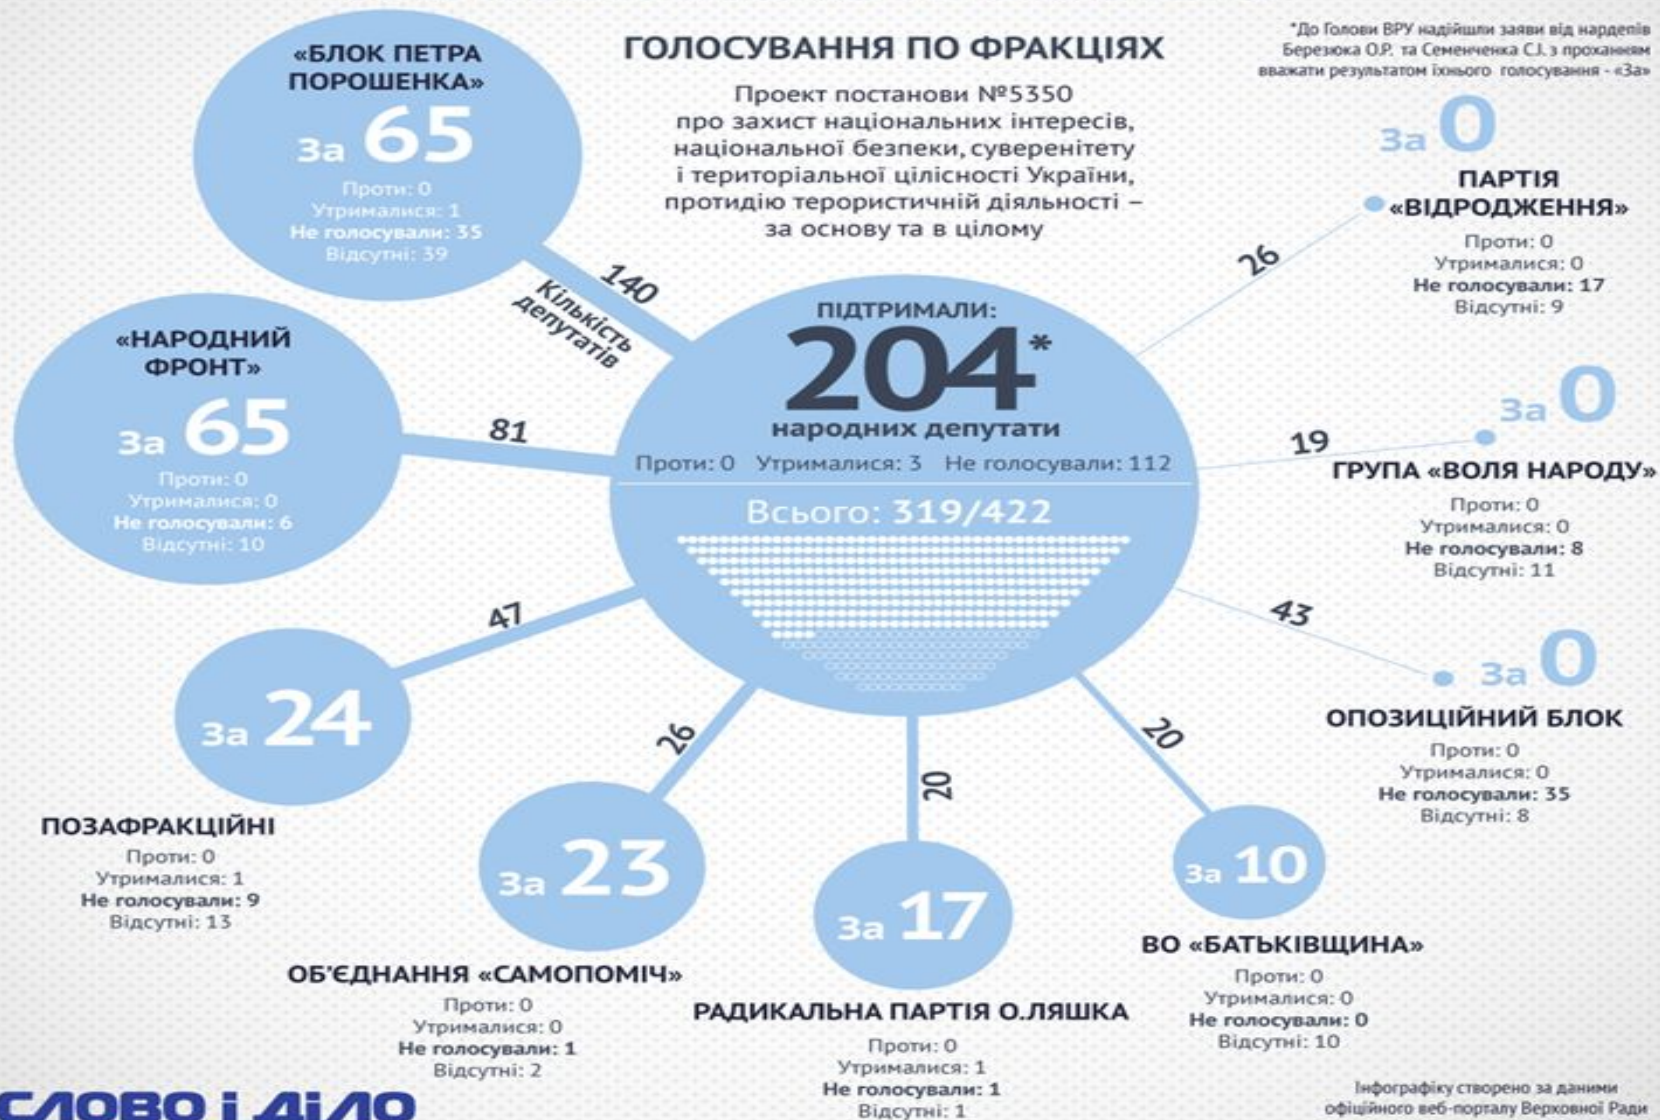 ГОЛОСУВАННЯ ПО ФРАКЦІЯХ
Проект постанови №5350
про захист національних інтересів,
національної безпеки, суверенітету
і територіальної цілісності України,
протидію терористичній діяльності –
за основу та в цілому
*До Голови ВРУ надійшли заяви від нардепів
Березюка О.Р. та Семенченка С.І. з проханням
вважати результатом їхнього голосування - «За»
«БЛОК ПЕТРА
ПОРОШЕНКА»
За 65
Проти: 0
Утрималися: 1
Не голосували: 35
Відсутні: 39
140
Кількість
депутатів
«НАРОДНИЙ
ФРОНТ»
За 65
Проти: 0
Утрималися: 0
Не голосували: 6
Відсутні: 10
81
ПІДТРИМАЛИ:
204*
народних депутати
Проти: 0 Утрималися: 3 Не голосували: 112
Всього: 319/422
За 0
ПАРТІЯ
«ВІДРОДЖЕННЯ»
Проти: 0
Утрималися: 0
Не голосували: 17
Відсутні: 9
26
За 0
19
ГРУПА «ВОЛЯ НАРОДУ»
Проти: 0
Утрималися: 0
Не голосували: 8
Відсутні: 11
43
За 0
ОПОЗИЦІЙНИЙ БЛОК
Проти: 0
Утрималися: 0
Не голосували: 35
Відсутні: 8
47
За 24
ПОЗАФРАКЦІЙНІ
Проти: 0
Утрималися: 1
Не голосували: 9
Відсутні: 13
26
За 23
ОБ'ЄДНАННЯ «САМОПОМІЧ»
Проти: 0
Утрималися: 0
Не голосували: 1
Відсутні: 2
20
За 17
РАДИКАЛЬНА ПАРТІЯ О.ЛЯШКА
Проти: 0
Утрималися: 1
Не голосували: 1
Відсутні: 1
20
За 10
ВО «БАТЬКІВЩИНА»
Проти: 0
Утрималися: 0
Не голосували: 0
Відсутні: 10
СЛОВО і ДІЛО
Інфографіку створено за даними
офіційного веб-порталу Верховної Ради